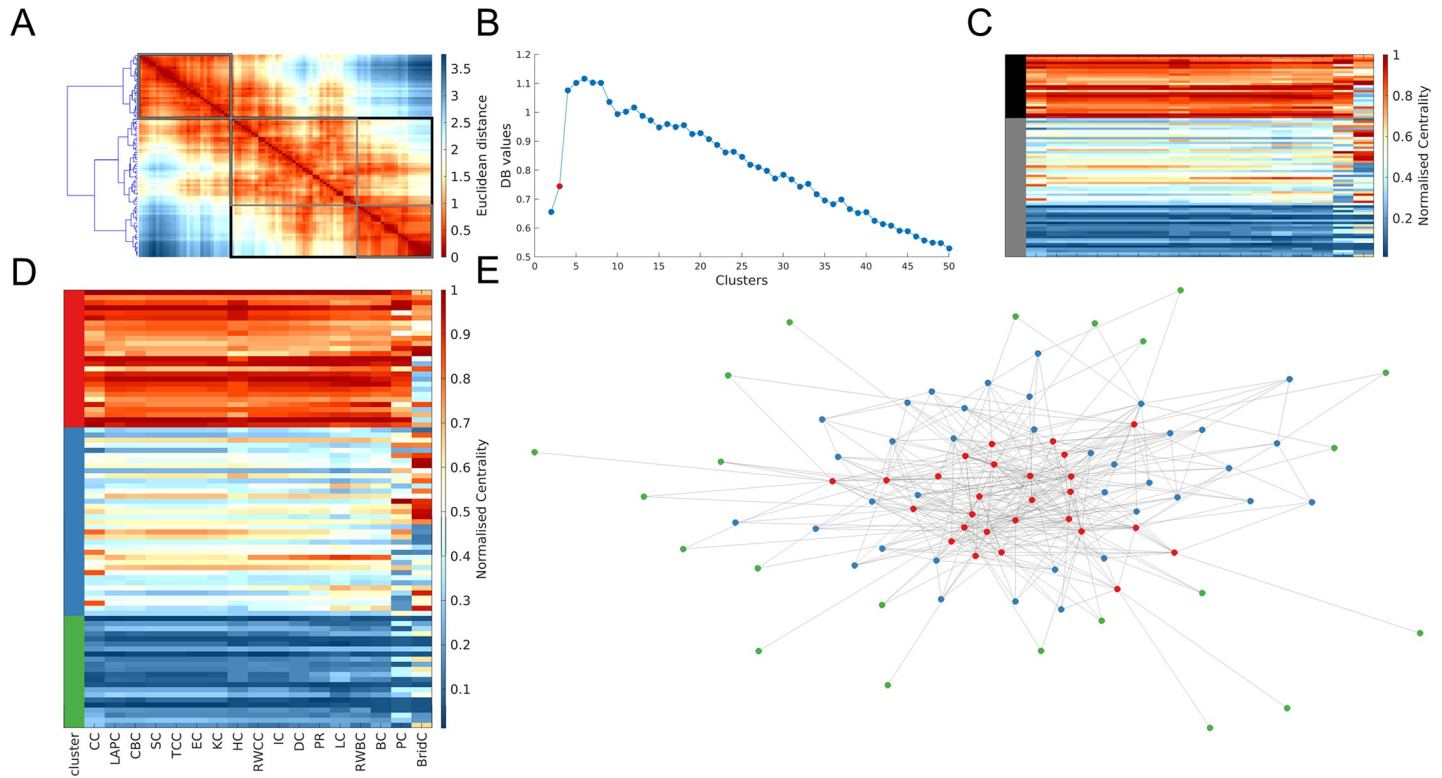 A
3.5
3
2.5
2
1.5
1
0.5
0
Euclidean distance
B
1.2
1.1
1
0.9
0.8
0.7
0.6
0.5
DB values
0 5 10 15 20 25 30 35 40 45 50
Clusters
C
1
0.8
0.6
0.4
0.2
Normalised Centrality
D
1
0.9
0.8
0.7
0.6
0.5
0.4
0.3
0.2
0.1
Normalised Centrality
cluster CC LAPC CBC SC TCC EC KC HC RWCC IC DC PR LC RWBC BC PC BridC
E